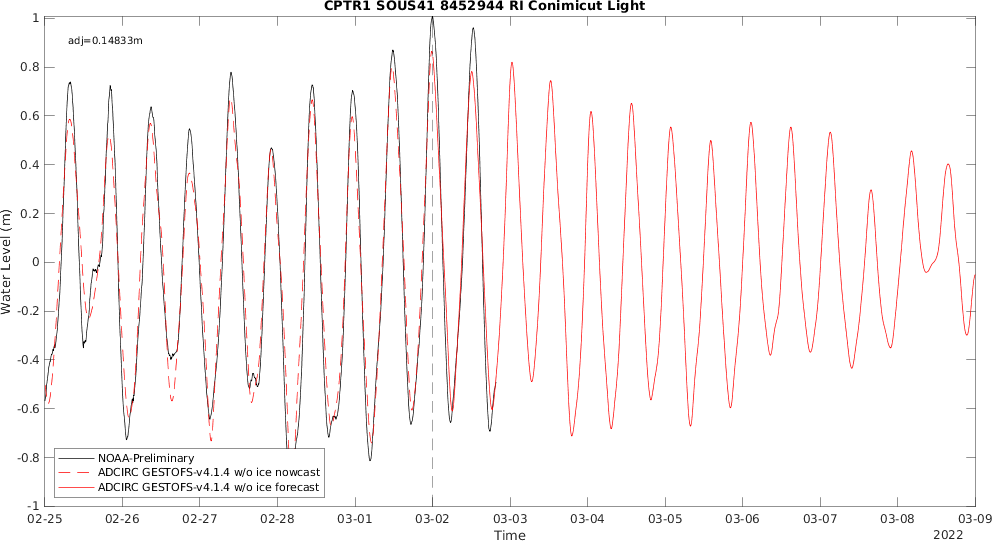 CPTR1 SOUS41 8452944 RI Conimicut Light
adj=0.14833m
1
0.8
0.6
0.4
0.2
0
-0.2
-0.4
-0.6
-0.8
-1
Water Level (m)
NOAA-Preliminary
ADCIRC GESTOFS-v4.1.4 w/o ice nowcast
ADCIRC GESTOFS-v4.1.4 w/o ice forecast
02-25 02-26 02-27 02-28 03-01 03-02 03-03 03-04 03-05 03-06 03-07 03-08 03-09
Time
2022